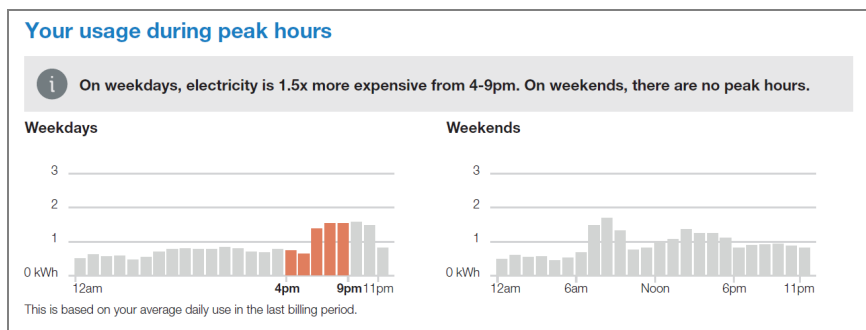 Your usage during peak hours
i
On weekdays, electricity is 1.5x more expensive from 4-9pm. On weekends, there are no peak hours.
Weekdays
3
2
1
0 kWh
12am 4pm 9pm 11pm
This is based on your average daily use in the last billing period.
Weekends
3
2
1
0 kWh
12am 6am Noon 6pm 11pm